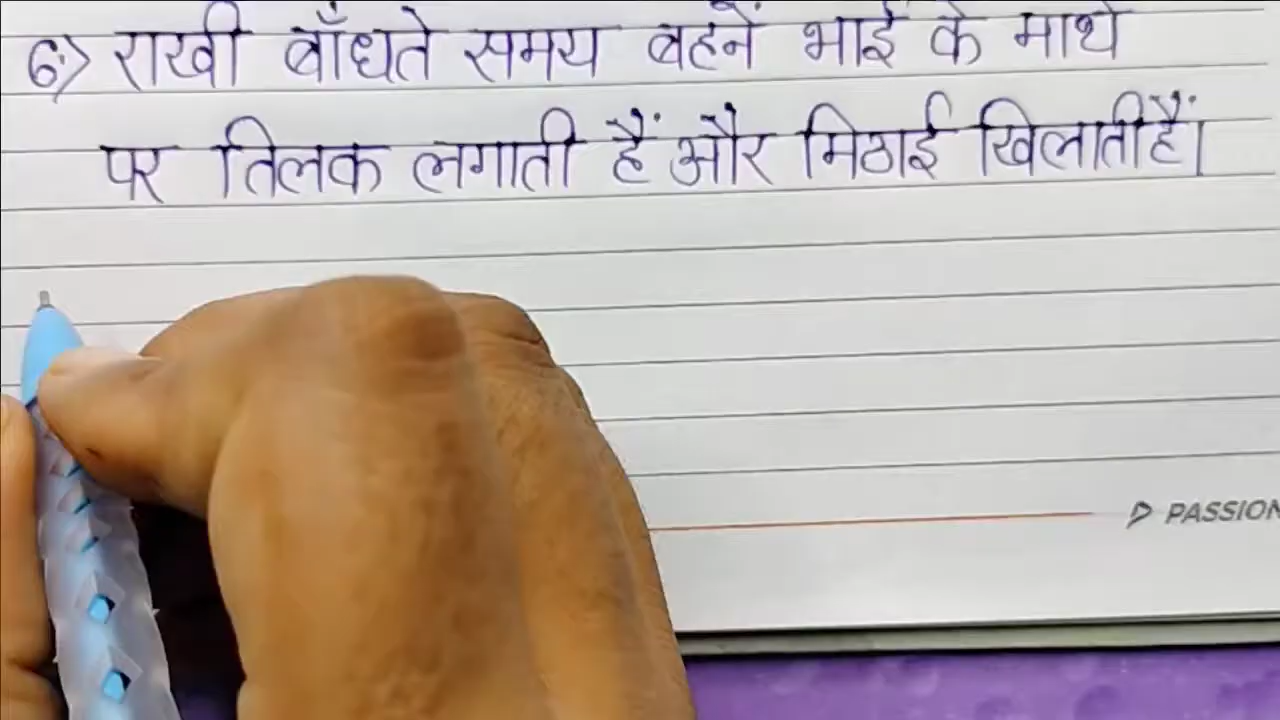 6.> राखी बाँधते समय बहनें भाई के माथे
पर तिलक लगाती हैं और मिठाई खिलाती हैं।
PASSION